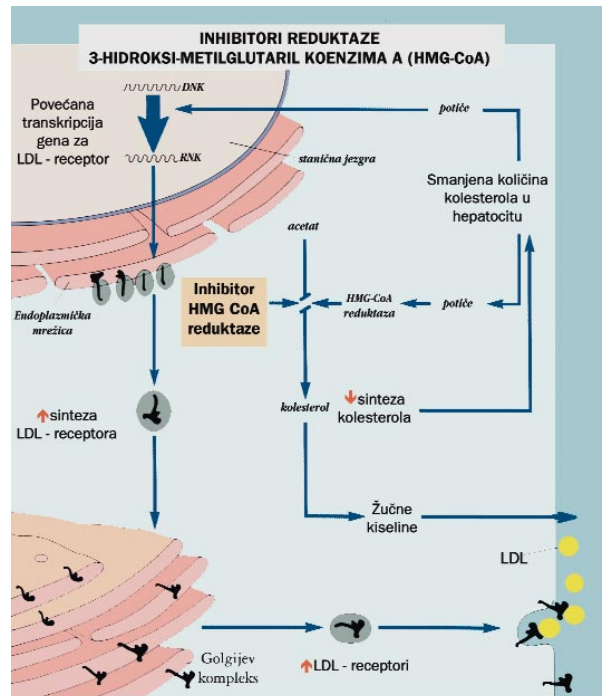 INHIBITORI REDUKTAZE
3-HIDROKSI-METILGLUTARIL KOENZIMA A (HMG-CoA)
DNK
Povećana
transkripcija
gena za
LDL - receptor
RNK
stanična jezgra
potiče
Smanjena količina
kolesterola u
hepatocitu
acetat
Endoplazmička
mrežica
Inhibitor
HMG CoA
reduktaze
HMG-CoA
reduktaza
potiče
sinteza
LDL - receptora
kolesterol
sinteza
kolesterola
Žučne
kiseline
LDL
Golgijev
kompleks
LDL - receptori